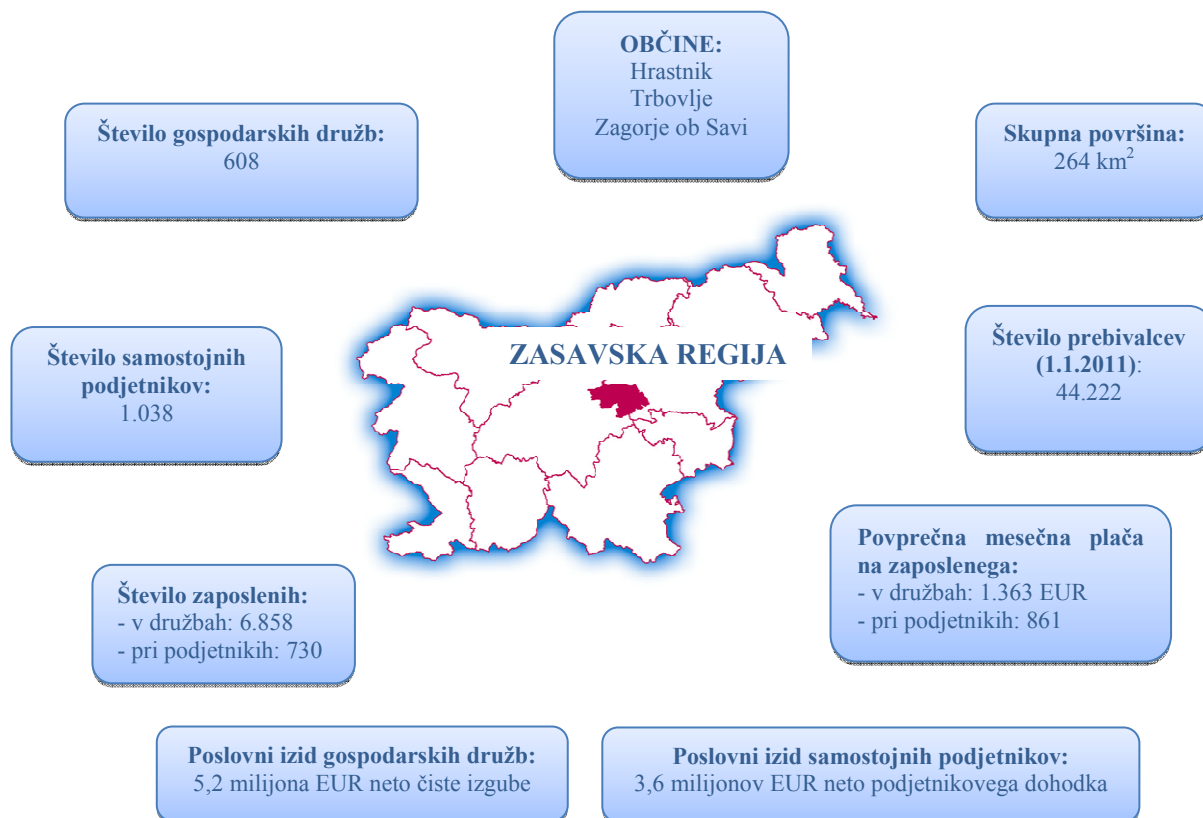 OBČINE:
Hrastnik
Trbovlje
Zagorje ob Savi
Število gospodarskih družb:
608
Skupna površina:
264 km²
ZASAVSKA REGIJA
Število samostojnih
podjetnikov:
1.038
Število prebivalcev
(1.1.2011):
44.222
Povprečna mesečna plača
na zaposlenega:
- v družbah: 1.363 EUR
- pri podjetnikih: 861
Število zaposlenih:
- v družbah: 6.858
- pri podjetnikih: 730
Poslovni izid gospodarskih družb:
5,2 milijona EUR neto čiste izgube
Poslovni izid samostojnih podjetnikov:
3,6 milijonov EUR neto podjetnikovega dohodka